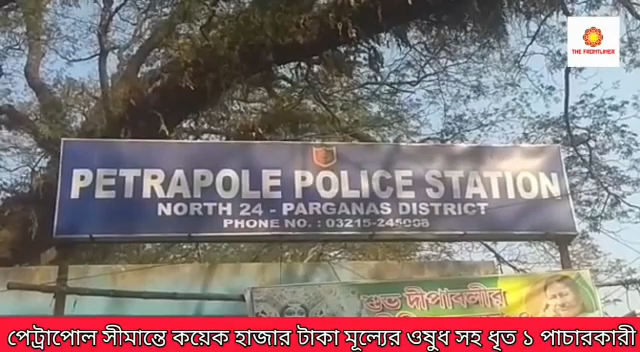 THE FRONTLINER
PETRAPOLE POLICE STATION
NORTH 24 - PARGANAS DISTRICT
PHONE NO. : 03215-245008
শুভ দীপাবলীর
পেট্রাপোল সীমান্তে কয়েক হাজার টাকা মূল্যের ওষুধ সহ ধৃত ১ পাচারকারী